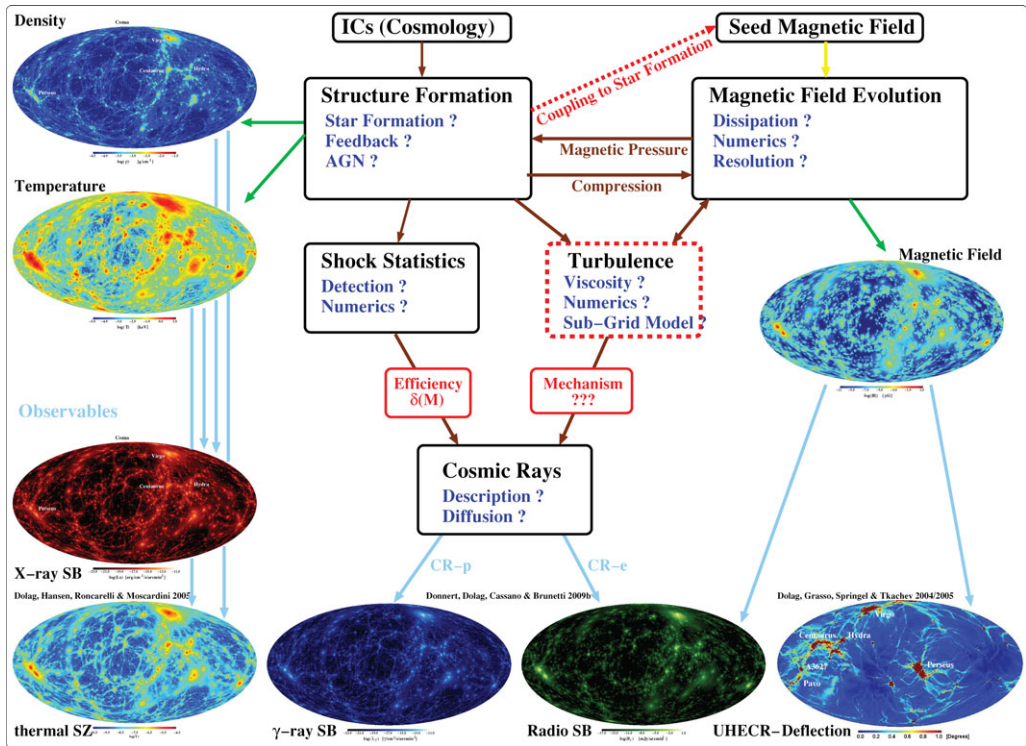 Density
Coma
Virgo
Centaurus
Hydra
Perseus
ICs (Cosmology)
Seed Magnetic Field
Coupling to Star Formation
Structure Formation
Star Formation ?
Feedback ?
AGN ?
Magnetic Field Evolution
Dissipation ?
Numerics ?
Resolution ?
Magnetic Pressure
Compression
Temperature
Shock Statistics
Detection ?
Numerics ?
Turbulence
Viscosity ?
Numerics ?
Sub-Grid Model ?
Magnetic Field
Efficiency
δ(M)
Mechanism
???
Observables
Coma
Virgo
Centaurus
Hydra
Perseus
X-ray SB
Cosmic Rays
Description ?
Diffusion ?
CR-p
CR-e
Dolag, Hansen, Roncarelli & Moscardini 2005
Donnert, Dolag, Cassano & Brunetti 2009b
Dolag, Grasso, Springel & Tkachev 2004/2005
Virgo
Centaurus
Hydra
A3627
Pavo
Perseus
thermal SZ
γ-ray SB
Radio SB
UHECR-Deflection
0.0 0.2 0.4 0.6 0.8 1.0
[Degrees]